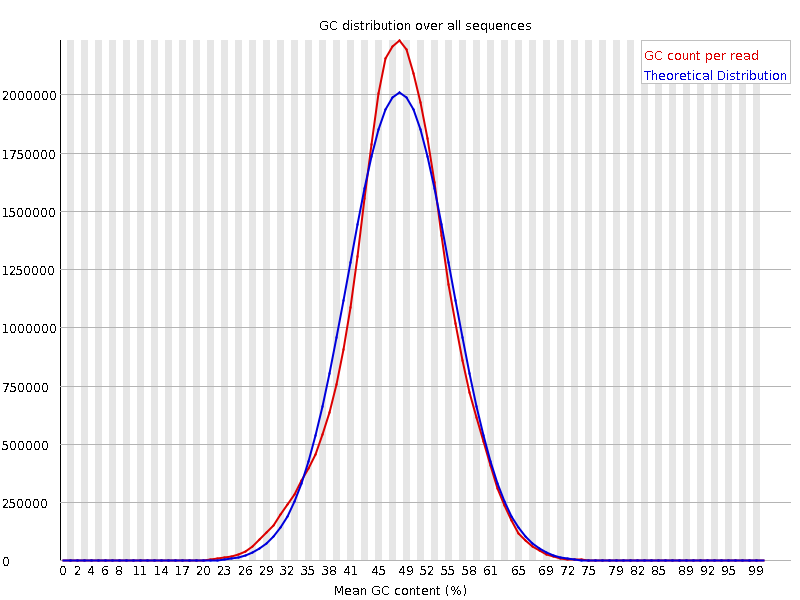 GC distribution over all sequences
GC count per read
Theoretical Distribution
2000000
1750000
1500000
1250000
1000000
750000
500000
250000
0
0 2 4 6 8 11 14 17 20 23 26 29 32 35 38 41 45 49 52 55 58 61 65 69 72 75 79 82 85 89 92 95 99
Mean GC content (%)